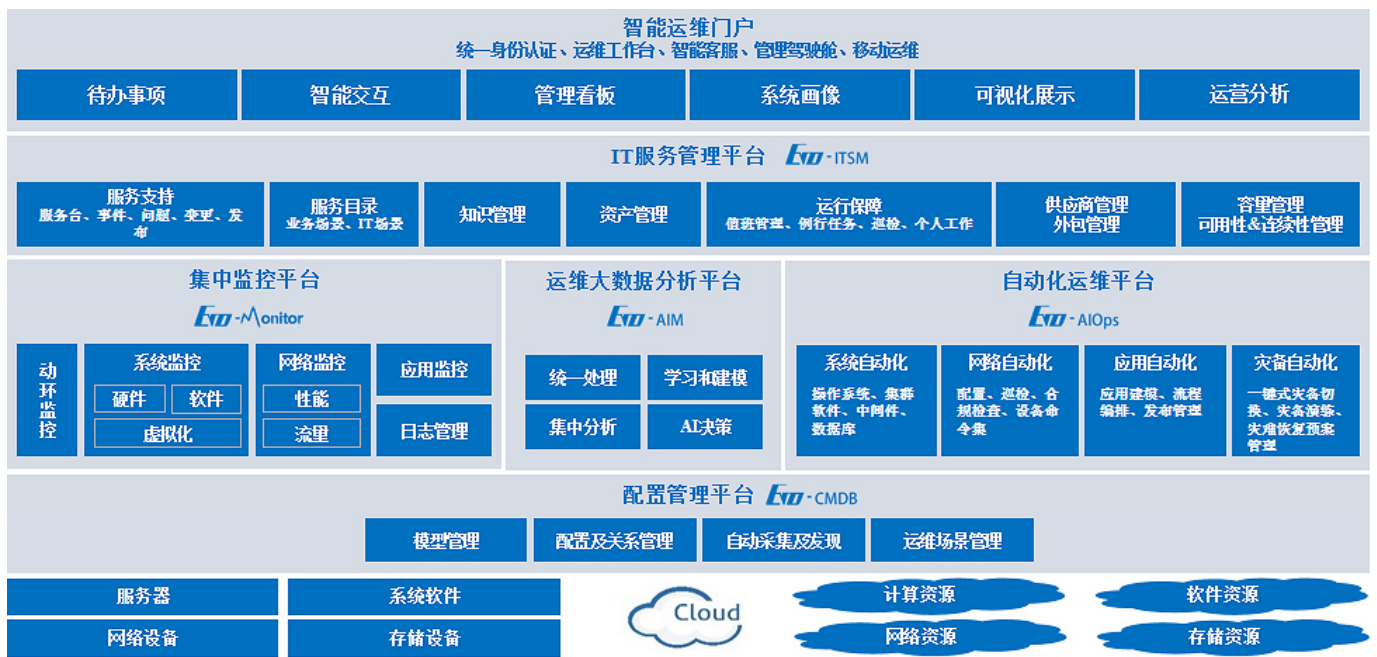 智能运维门户
统一身份认证、运维工作台、智能客服、管理驾驶舱、移动运维
待办事项
智能交互
管理看板
系统画像
可视化展示
运营分析
IT服务管理平台 Evo-ITSM
服务支持
服务台、事件、问题、变更、发
布
服务目录
业务场景、IT场景
知识管理
资产管理
运行保障
值班管理、例行任务、巡检、个人工作
供应商管理
外包管理
容量管理
可用性&连续性管理
集中监控平台
Evo-Monitor
动
环
监
控
系统监控
硬件
软件
虚拟化
网络监控
性能
流量
应用监控
日志管理
运维大数据分析平台
Evo-AIM
统一处理
学习和建模
集中分析
AI决策
自动化运维平台
Evo-AIOps
系统自动化
操作系统、集群
软件、中间件、
数据库
网络自动化
配置、巡检、合
规检查、设备命
令集
应用自动化
应用建模、流程
编排、发布管理
灾备自动化
一键式灾备切
换、灾备演练、
灾难恢复预案
管理
配置管理平台 Evo-CMDB
模型管理
配置及关系管理
自动采集及发现
运维场景管理
服务器
系统软件
网络设备
存储设备
Cloud
计算资源
软件资源
网络资源
存储资源